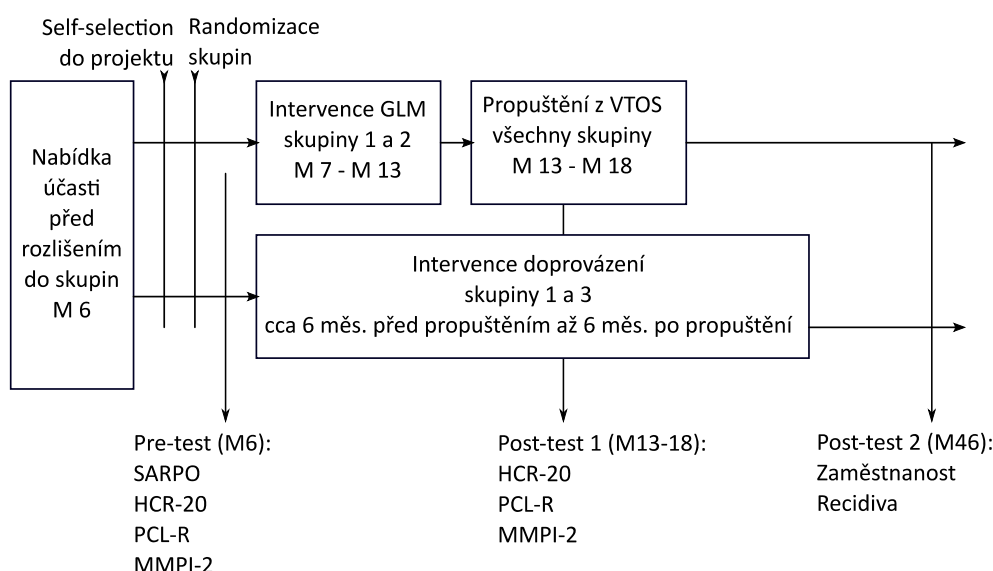 Self-selection
do projektu
Randomizace
skupin
Nabídka
účasti
před
rozlišením
do skupin
M 6
Intervence GLM
skupiny 1 a 2
M 7 - M 13
Propuštění z VTOS
všechny skupiny
M 13 - M 18
Intervence doprovázení
skupiny 1 a 3
cca 6 měs. před propuštěním až 6 měs. po propuštění
Pre-test (M6):
SARPO
HCR-20
PCL-R
MMPI-2
Post-test 1 (M13-18):
HCR-20
PCL-R
MMPI-2
Post-test 2 (M46):
Zaměstnanost
Recidiva